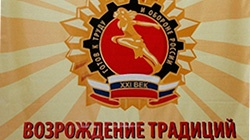 ГОТОВ К ТРУДУ И ОБОРОНЕ РОССИИ
XXI ВЕК
ВОЗРОЖДЕНИЕ ТРАДИЦИЙ